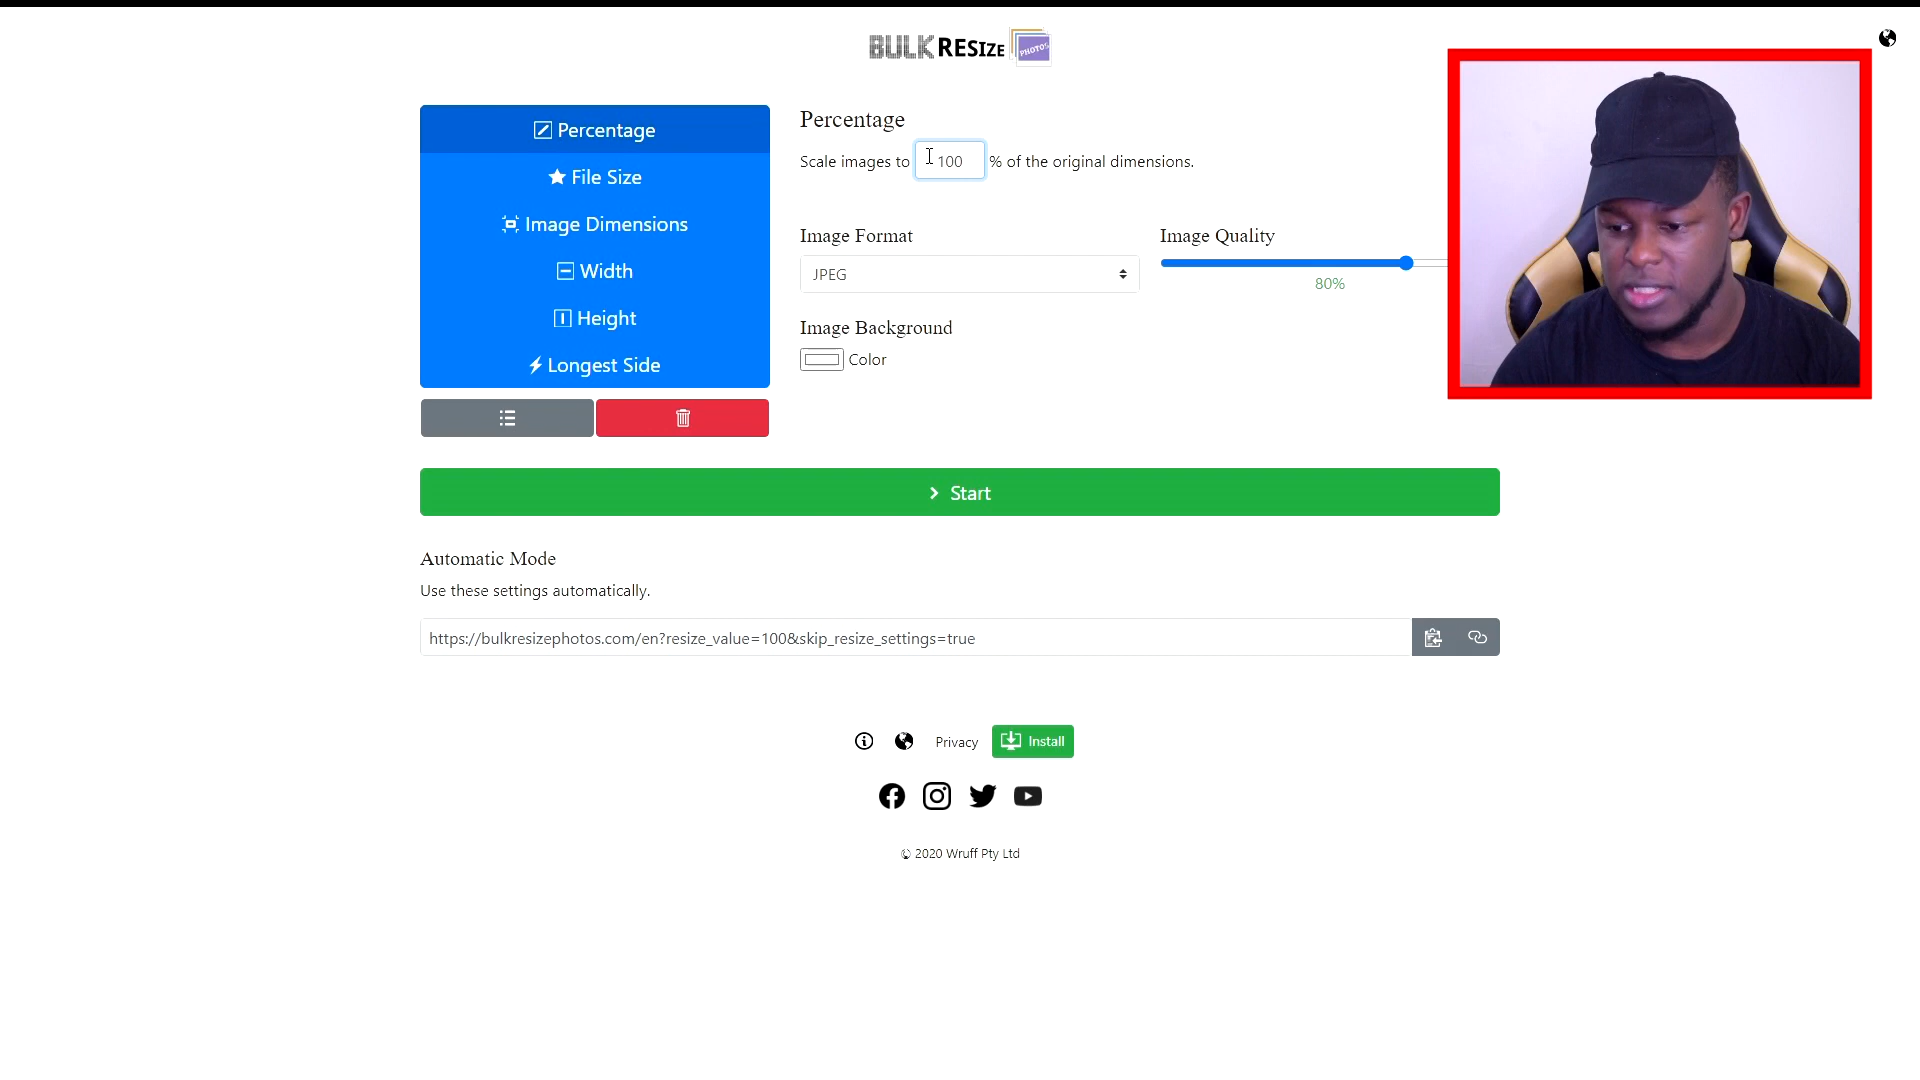 BULK RESIZE PHOTOS
Percentage
File Size
Image Dimensions
Width
Height
Longest Side
Percentage
Scale images to 100 % of the original dimensions.
Image Format
JPEG
Image Quality
80%
Image Background
Color
Start
Automatic Mode
Use these settings automatically.
https://bulkresizephotos.com/en?resize_value=100&skip_resize_settings=true
Privacy
Install
© 2020 Wruff Pty Ltd